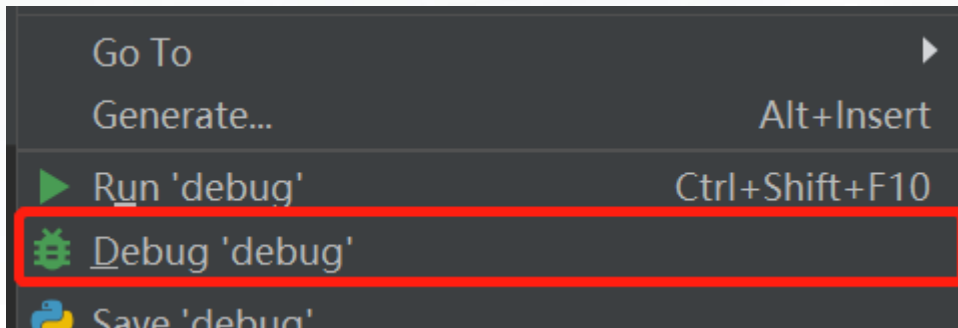 Go To
Generate... Alt+Insert
Run 'debug' Ctrl+Shift+F10
Debug 'debug'
Save 'debug'